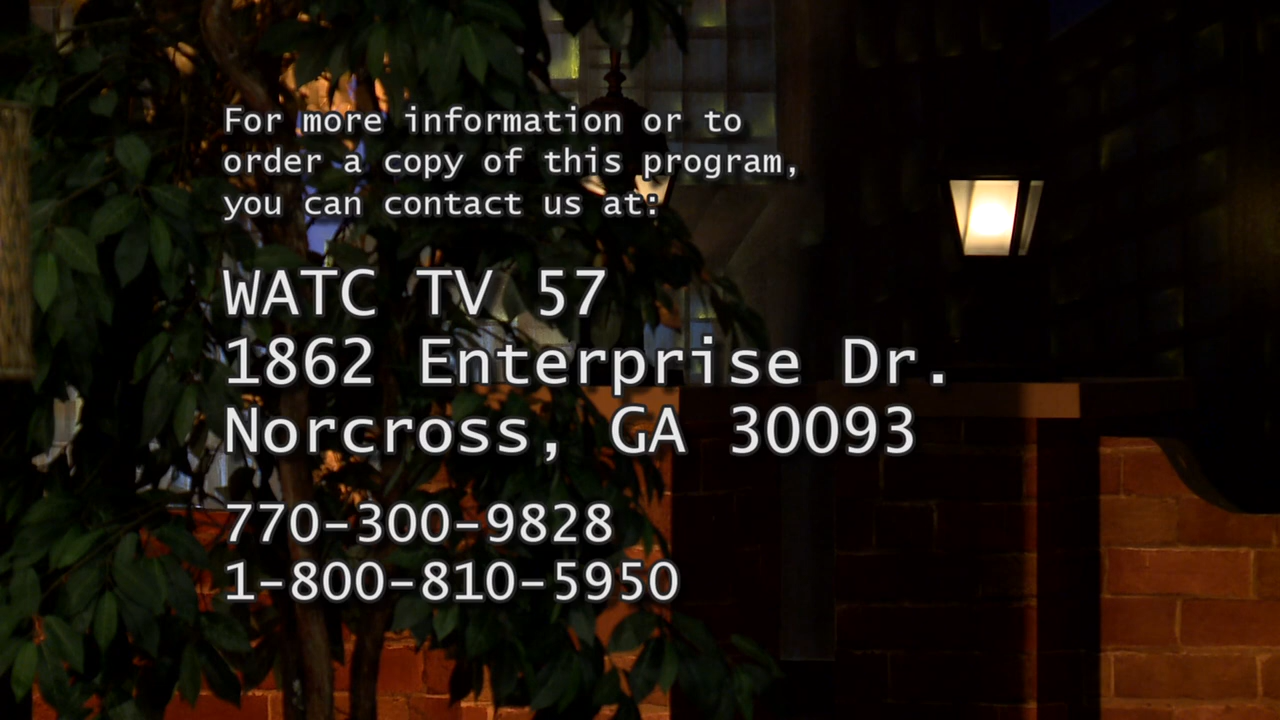 For more information or to
order a copy of this program,
you can contact us at:
WATC TV 57
1862 Enterprise Dr.
Norcross, GA 30093
770-300-9828
1-800-810-5950